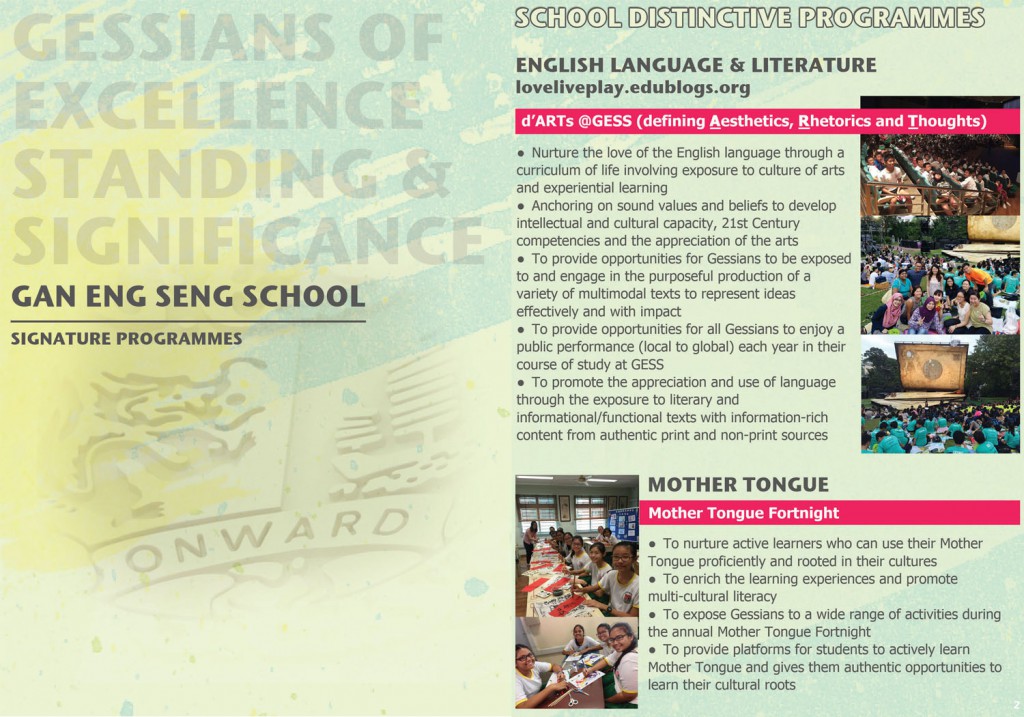 GESSIANS OF
EXCELLENCE
STANDING &
SIGNIFICANCE
GAN ENG SENG SCHOOL
SIGNATURE PROGRAMMES
ONWARD
SCHOOL DISTINCTIVE PROGRAMMES
ENGLISH LANGUAGE & LITERATURE
loveliveplay.edublogs.org
d'ARTs @GESS (defining Aesthetics, Rhetorics and Thoughts)
● Nurture the love of the English language through a
curriculum of life involving exposure to culture of arts
and experiential learning
● Anchoring on sound values and beliefs to develop
intellectual and cultural capacity, 21st Century
competencies and the appreciation of the arts
● To provide opportunities for Gessians to be exposed
to and engage in the purposeful production of a
variety of multimodal texts to represent ideas
effectively and with impact
● To provide opportunities for all Gessians to enjoy a
public performance (local to global) each year in their
course of study at GESS
● To promote the appreciation and use of language
through the exposure to literary and
informational/functional texts with information-rich
content from authentic print and non-print sources
MOTHER TONGUE
Mother Tongue Fortnight
● To nurture active learners who can use their Mother
Tongue proficiently and rooted in their cultures
● To enrich the learning experiences and promote
multi-cultural literacy
● To expose Gessians to a wide range of activities during
the annual Mother Tongue Fortnight
● To provide platforms for students to actively learn
Mother Tongue and gives them authentic opportunities to
learn their cultural roots
2